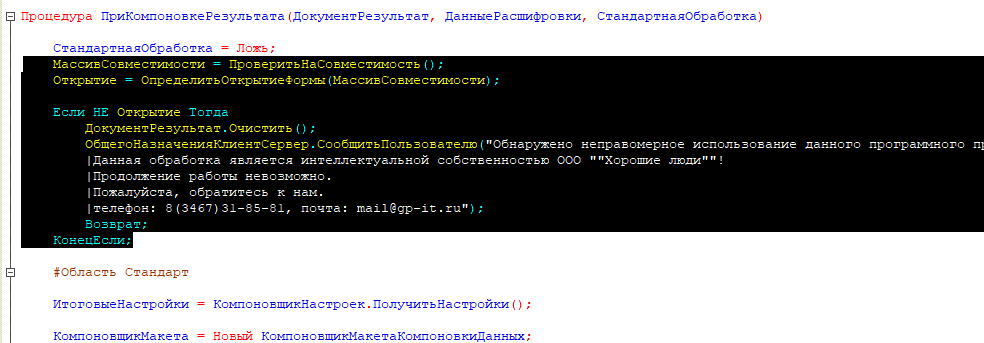 Процедура ПриКомпоновкеРезультата(ДокументРезультат, ДанныеРасшифровки, СтандартнаяОбработка)
СтандартнаяОбработка = Ложь;
МассивСовместимости = ПроверитьНаСовместимость();
Открытие = ОпределитьОткрытиеФормы(МассивСовместимости);
Если НЕ Открытие Тогда
ДокументРезультат.Очистить();
ОбщегоНазначенияКлиентСервер.СообщитьПользователю("Обнаружено неправомерное использование данного программного
|Данная обработка является интеллектуальной собственностью ООО ""Хорошие люди""!
|Продолжение работы невозможно.
|Пожалуйста, обратитесь к нам.
|телефон: 8(3467)31-85-81, почта: mail@gp-it.ru");
Возврат;
КонецЕсли;
#Область Стандарт
ИтоговыеНастройки = КомпоновщикНастроек.ПолучитьНастройки();
КомпоновщикМакета = Новый КомпоновщикМакетаКомпоновкиДанных;